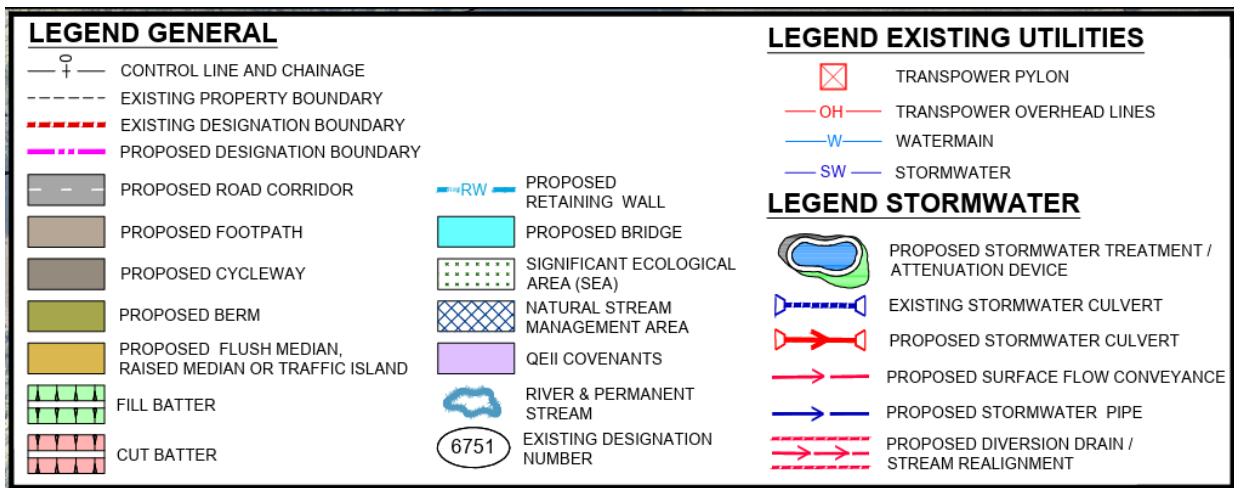 LEGEND GENERAL
CONTROL LINE AND CHAINAGE
EXISTING PROPERTY BOUNDARY
EXISTING DESIGNATION BOUNDARY
PROPOSED DESIGNATION BOUNDARY
PROPOSED ROAD CORRIDOR
PROPOSED FOOTPATH
PROPOSED CYCLEWAY
PROPOSED BERM
PROPOSED FLUSH MEDIAN,
RAISED MEDIAN OR TRAFFIC ISLAND
FILL BATTER
CUT BATTER
RW
PROPOSED
RETAINING WALL
PROPOSED BRIDGE
SIGNIFICANT ECOLOGICAL
AREA (SEA)
NATURAL STREAM
MANAGEMENT AREA
QEII COVENANTS
RIVER & PERMANENT
STREAM
6751
EXISTING DESIGNATION
NUMBER
LEGEND EXISTING UTILITIES
TRANSPOWER PYLON
OH TRANSPOWER OVERHEAD LINES
W WATERMAIN
SW STORMWATER
LEGEND STORMWATER
PROPOSED STORMWATER TREATMENT /
ATTENUATION DEVICE
EXISTING STORMWATER CULVERT
PROPOSED STORMWATER CULVERT
PROPOSED SURFACE FLOW CONVEYANCE
PROPOSED STORMWATER PIPE
PROPOSED DIVERSION DRAIN /
STREAM REALIGNMENT